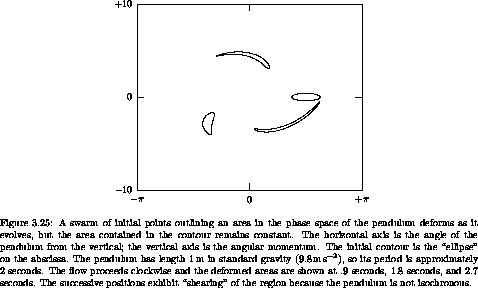 +10
0
−10
−π
0
+π
Figure 3.25: A swarm of initial points outlining an area in the phase space of the pendulum deforms as it
evolves, but the area contained in the contour remains constant. The horizontal axis is the angle of the
pendulum from the vertical; the vertical axis is the angular momentum. The initial contour is the “ellipse”
on the abscissa. The pendulum has length 1 m in standard gravity (9.8 m s⁻²), so its period is approximately
2 seconds. The flow proceeds clockwise and the deformed areas are shown at .9 seconds, 1.8 seconds, and 2.7
seconds. The successive positions exhibit “shearing” of the region because the pendulum is not isochronous.